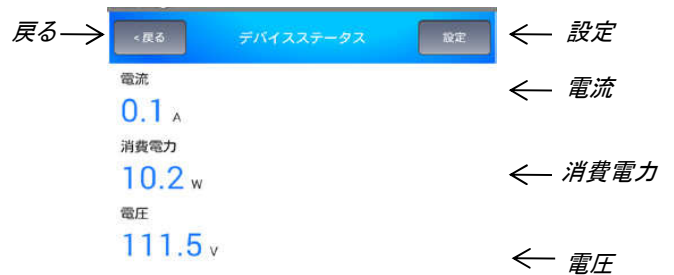 戻る
<戻る
デバイスステータス
設定
設定
電流
電流
0.1 A
消費電力
消費電力
10.2 W
電圧
111.5 V
電圧